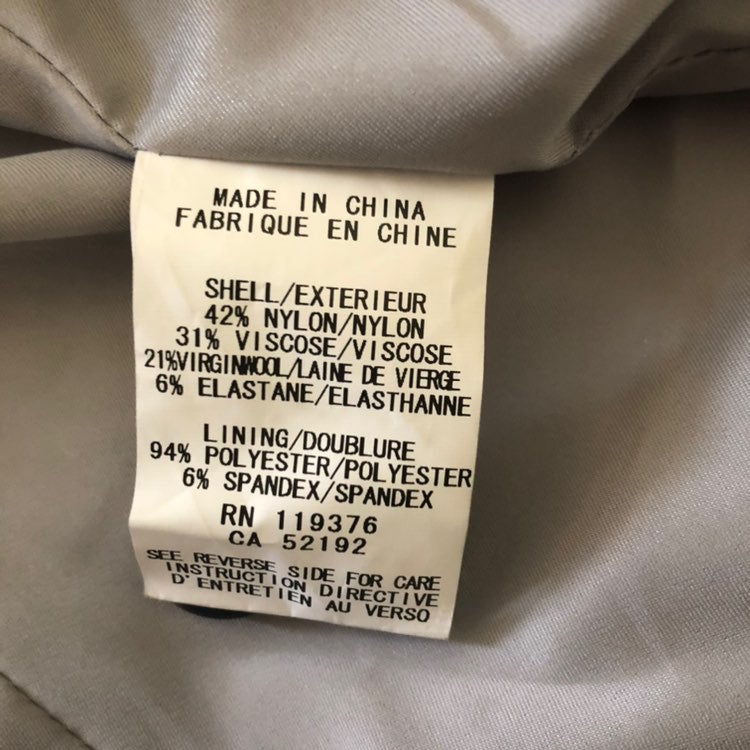 MADE IN CHINA
FABRIQUE EN CHINE
SHELL/EXTERIEUR
42% NYLON/NYLON
31% VISCOSE/VISCOSE
21%VIRGINWOOL/LAINE DE VIERGE
6% ELASTANE/ELASTHANNE
LINING/DOUBLURE
94% POLYESTER/POLYESTER
6% SPANDEX/SPANDEX
RN 119376
CA 52192
SEE REVERSE SIDE FOR CARE
INSTRUCTION DIRECTIVE
D'ENTRETIEN AU VERSO